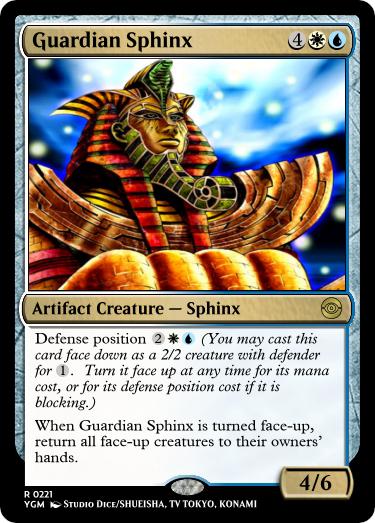 Guardian Sphinx 4
Artifact Creature — Sphinx
Defense position 2 (You may cast this
card face down as a 2/2 creature with defender
for 1. Turn it face up at any time for its mana
cost, or for its defense position cost if it is
blocking.)
When Guardian Sphinx is turned face-up,
return all face-up creatures to their owners'
hands.
4/6
R 0221
YGM Studio Dice/SHUEISHA, TV TOKYO, KONAMI